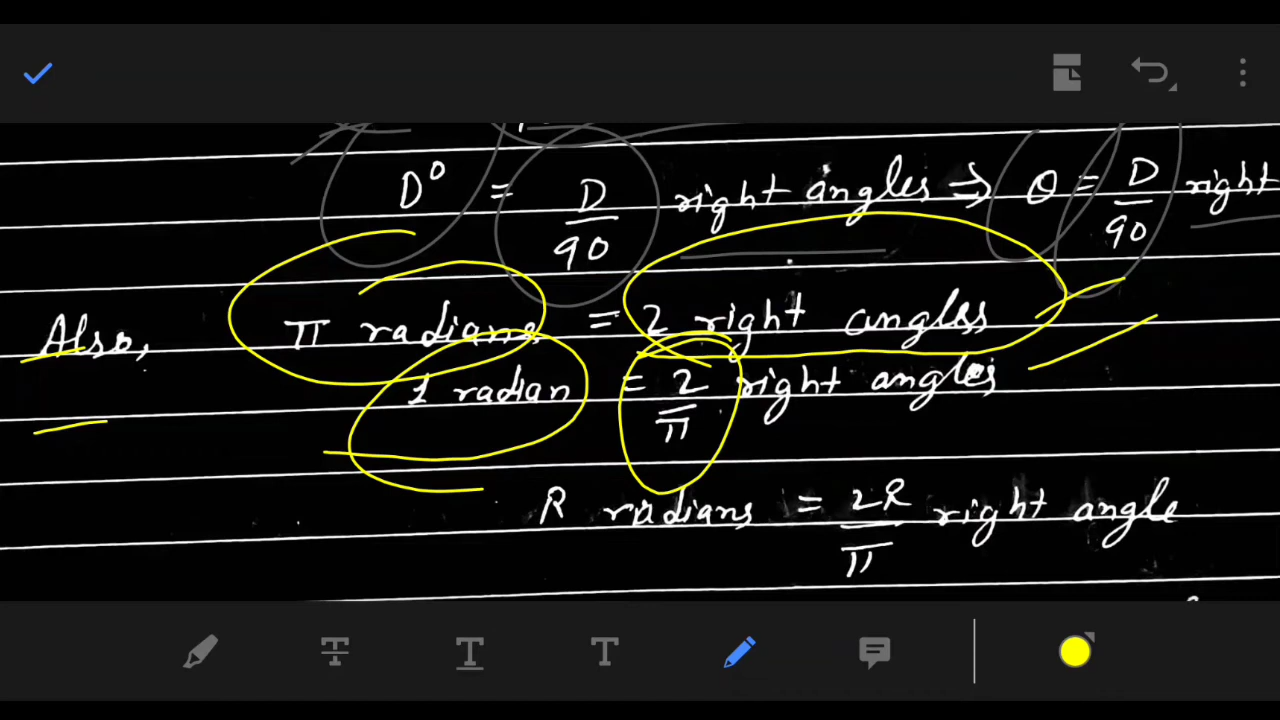 D⁰ = D/90 right angles ⇒ θ = D/90 right
Also, π radians = 2 right angles
1 radian = 2/π right angles
R radians = 2R/π right angle